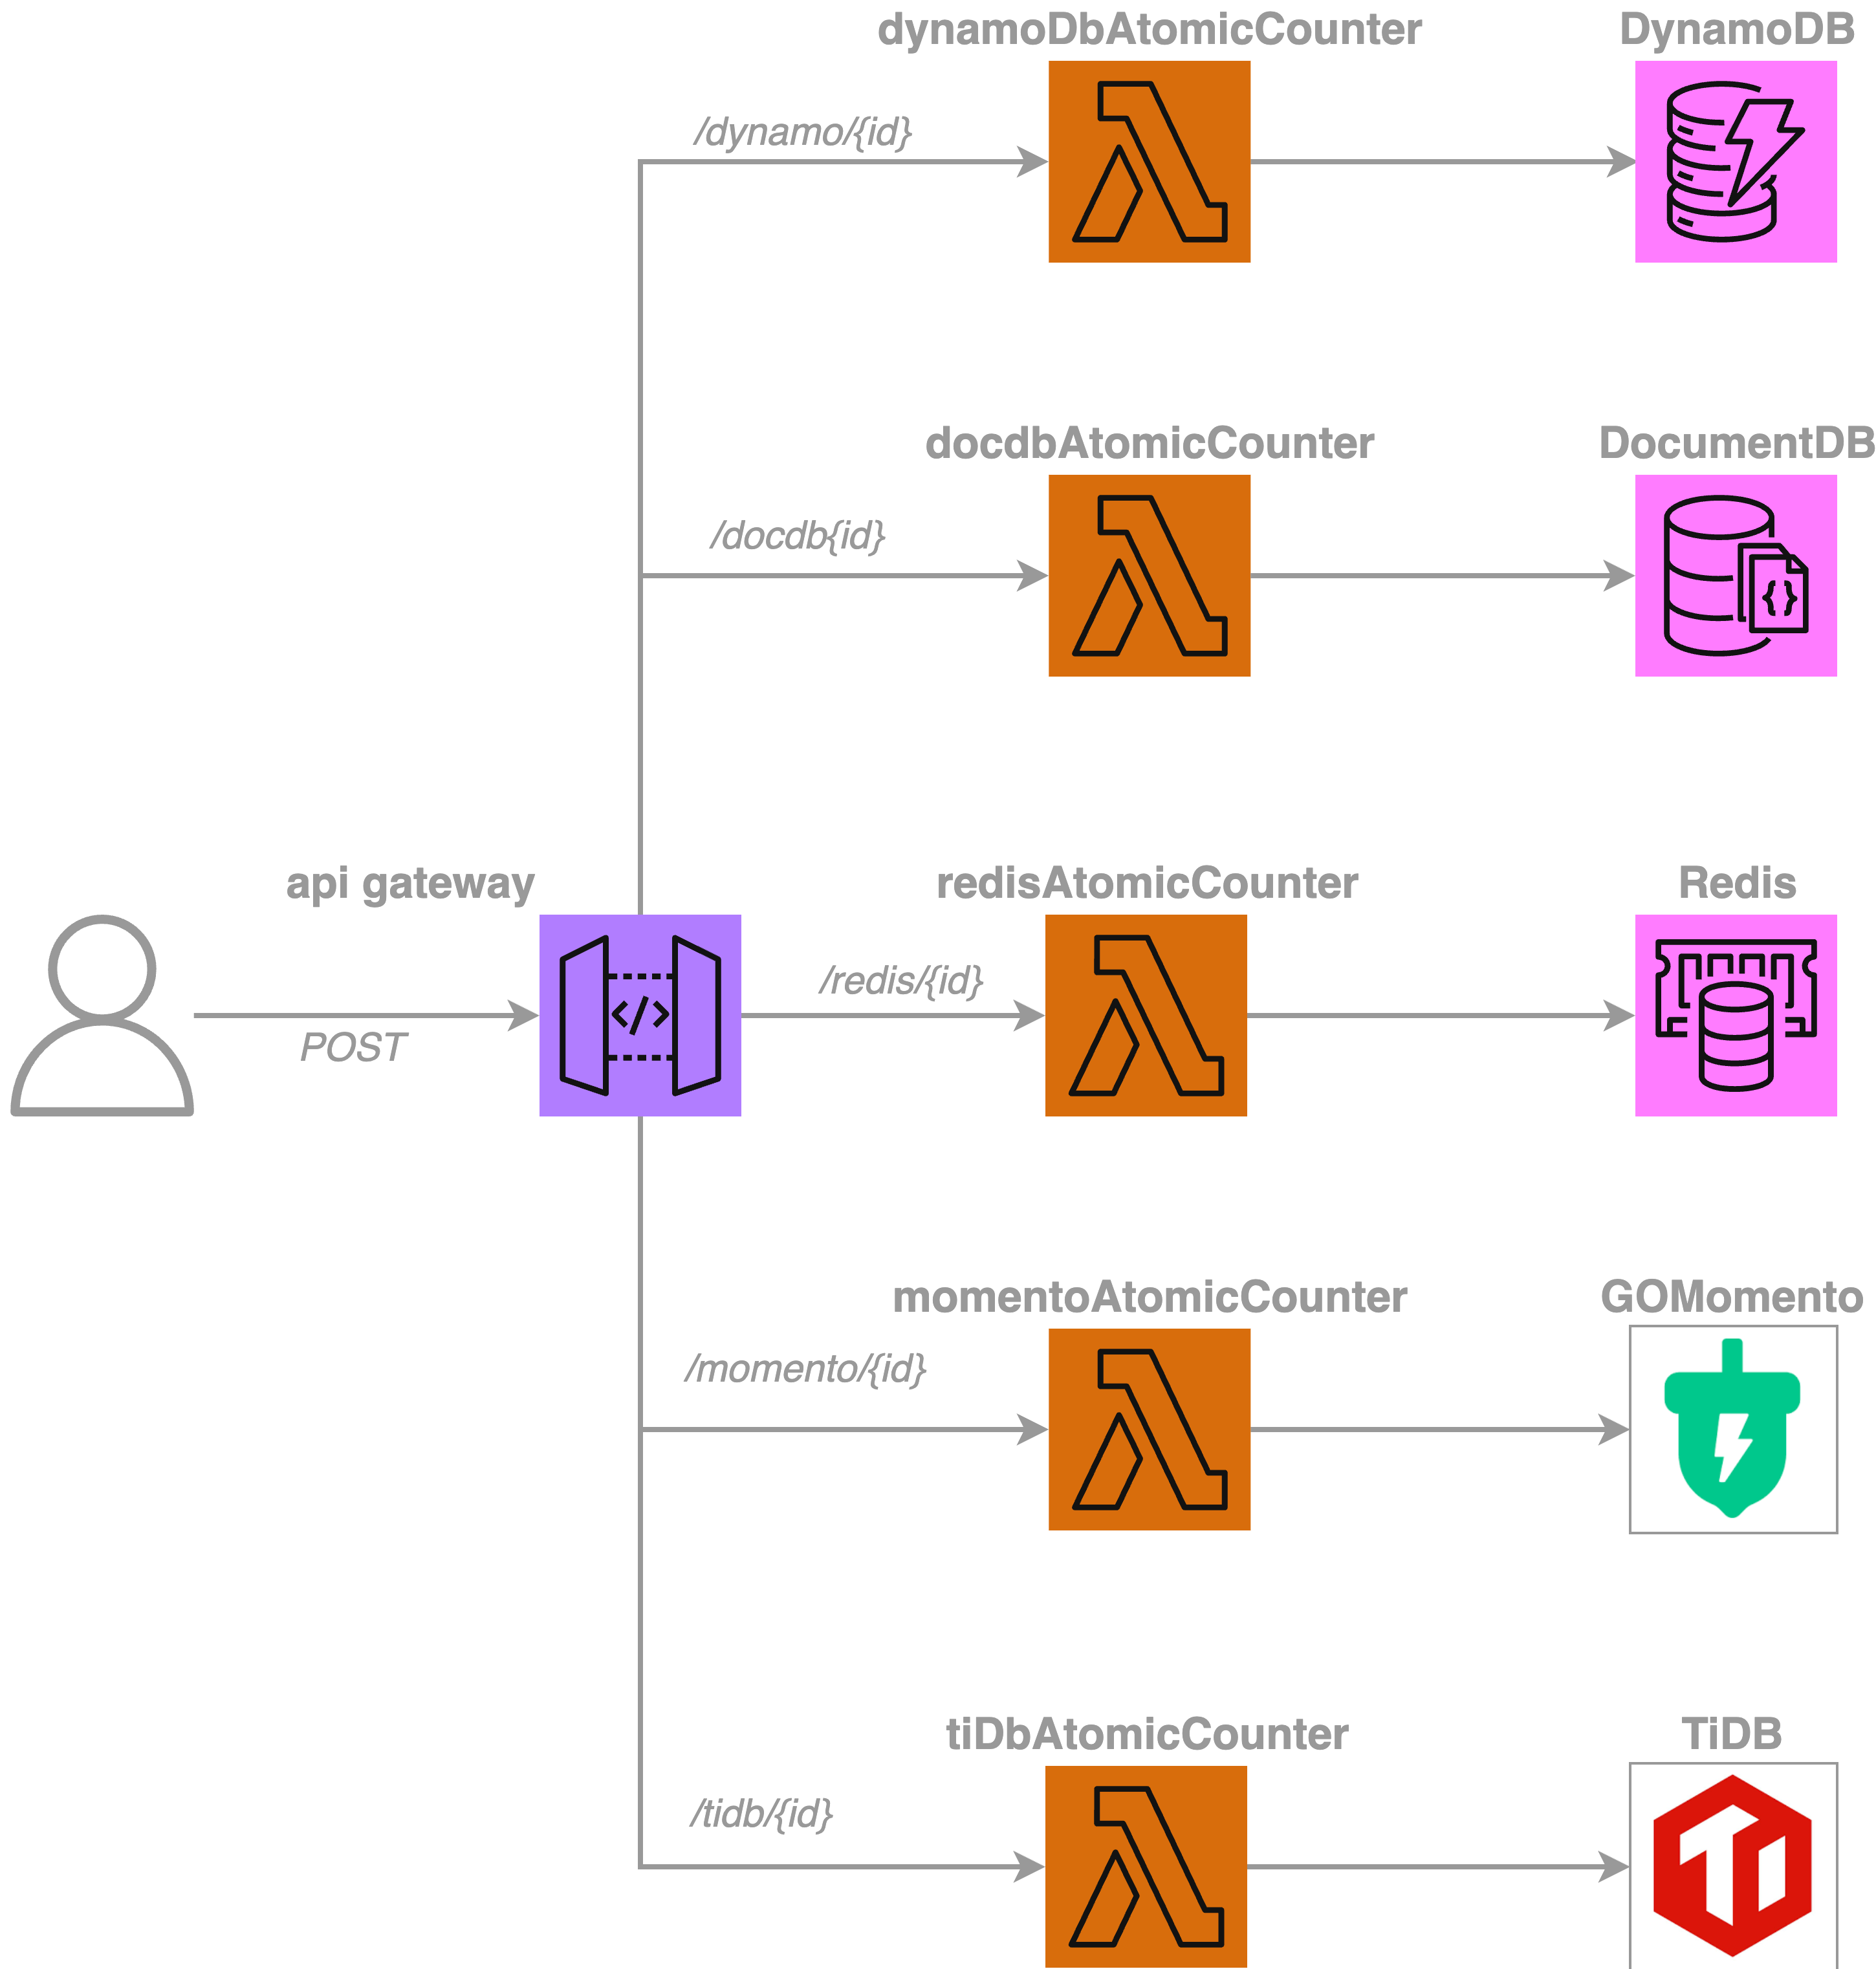 dynamoDbAtomicCounter
DynamoDB
/dynamo/{id}
docdbAtomicCounter
DocumentDB
/docdb{id}
api gateway
redisAtomicCounter
Redis
/redis/{id}
POST
momentoAtomicCounter
GOMomento
/momento/{id}
tiDbAtomicCounter
TiDB
/tidb/{id}